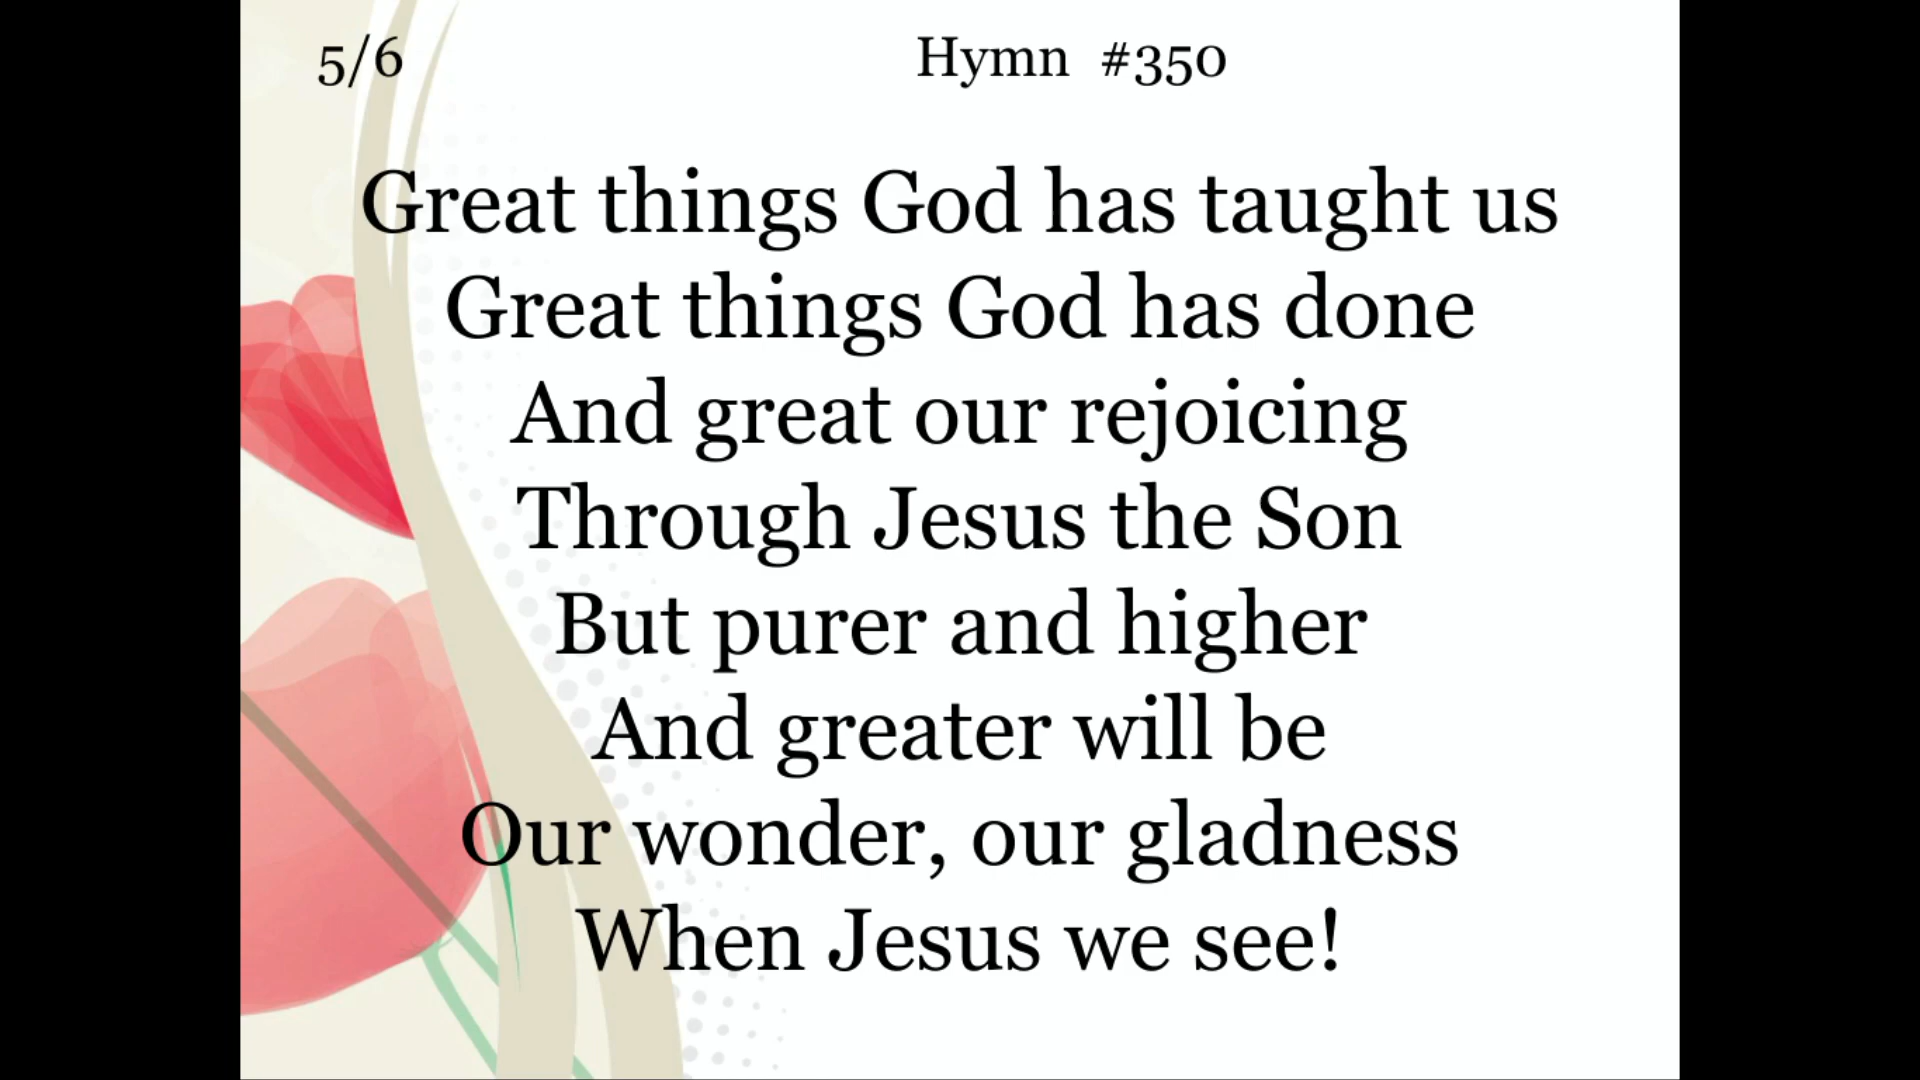 5/6 Hymn #350
Great things God has taught us
Great things God has done
And great our rejoicing
Through Jesus the Son
But purer and higher
And greater will be
Our wonder, our gladness
When Jesus we see!